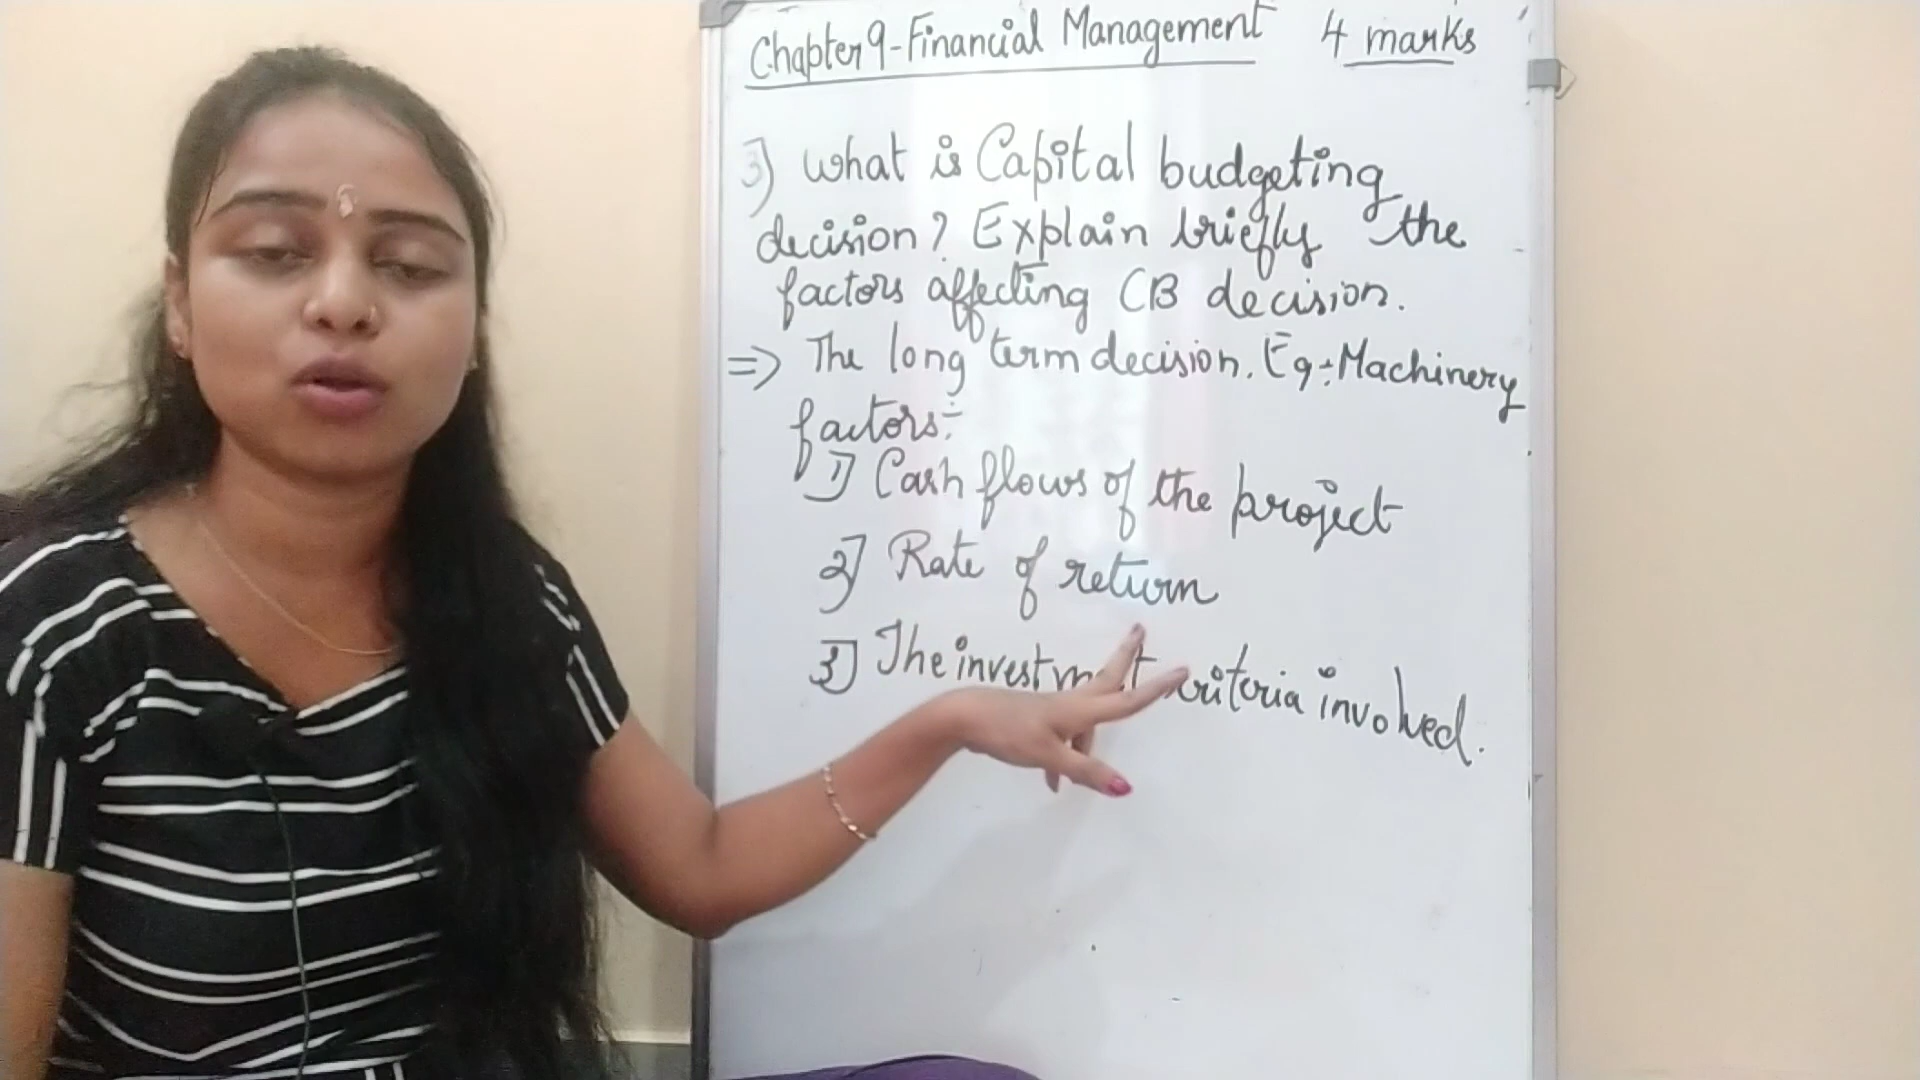 Chapter 9-Financial Management 4 marks
3) What is Capital budgeting
decision? Explain briefly the
factors affecting CB decision.
=> The long term decision. Eg:-Machinery
factors:-
1) Cash flows of the project
2) Rate of return
3) The investment criteria involved.